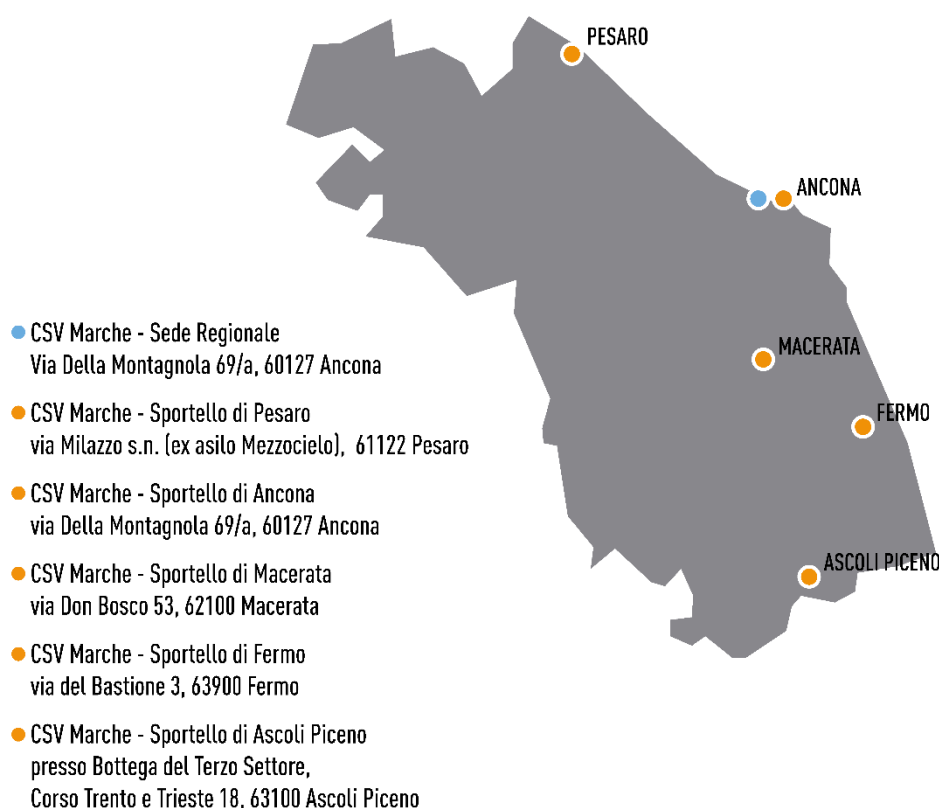 PESARO
ANCONA
MACERATA
FERMO
ASCOLI PICENO
CSV Marche - Sede Regionale
Via Della Montagnola 69/a, 60127 Ancona
CSV Marche - Sportello di Pesaro
via Milazzo s.n. (ex asilo Mezzocielo), 61122 Pesaro
CSV Marche - Sportello di Ancona
via Della Montagnola 69/a, 60127 Ancona
CSV Marche - Sportello di Macerata
via Don Bosco 53, 62100 Macerata
CSV Marche - Sportello di Fermo
via del Bastione 3, 63900 Fermo
CSV Marche - Sportello di Ascoli Piceno
presso Bottega del Terzo Settore,
Corso Trento e Trieste 18, 63100 Ascoli Piceno